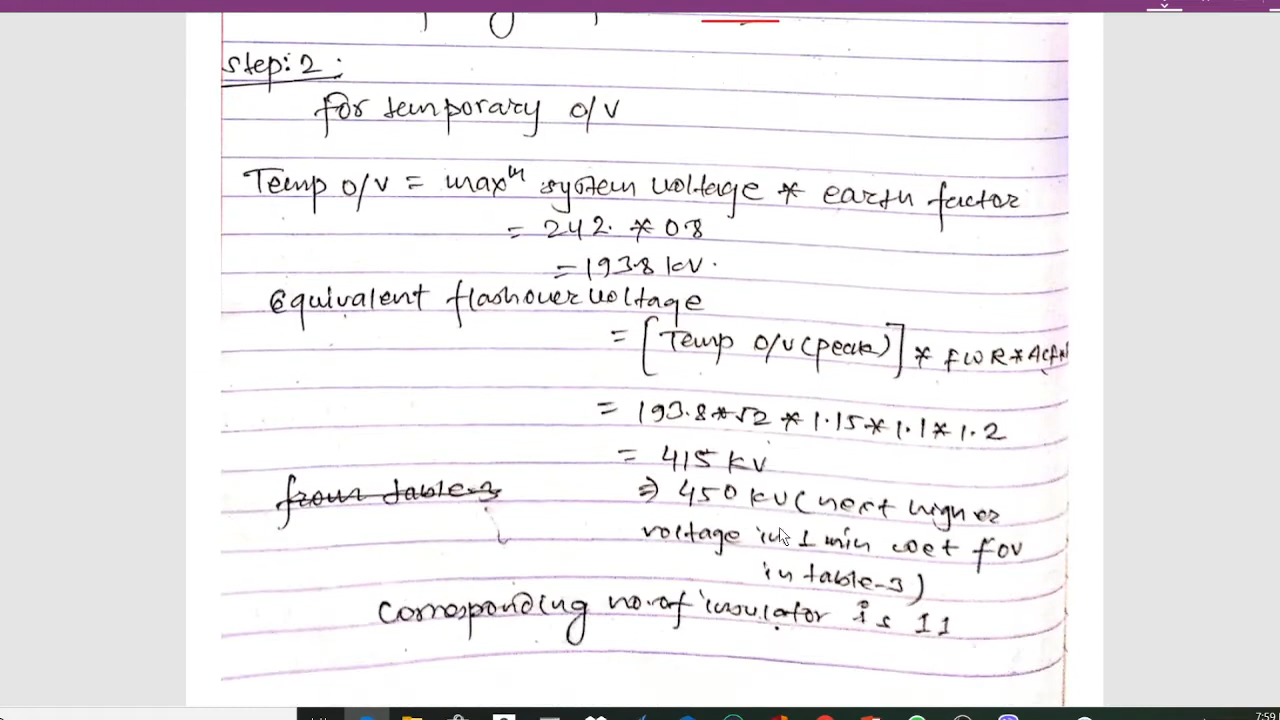 step: 2 :
for temporary o/v
Temp o/v = maxm system voltage * earth factor
= 242 * 0.8
= 193.8 kv.
Equivalent flashover voltage
= [Temp o/v (peak)] * FWR * Acf *
= 193.8 * √2 * 1.15 * 1.1 * 1.2
= 415 kv
from table-3
⇒ 450 kv (next higher
voltage in 1 min wet fov
in table-3)
corresponding no. of insulator is 11
7:50